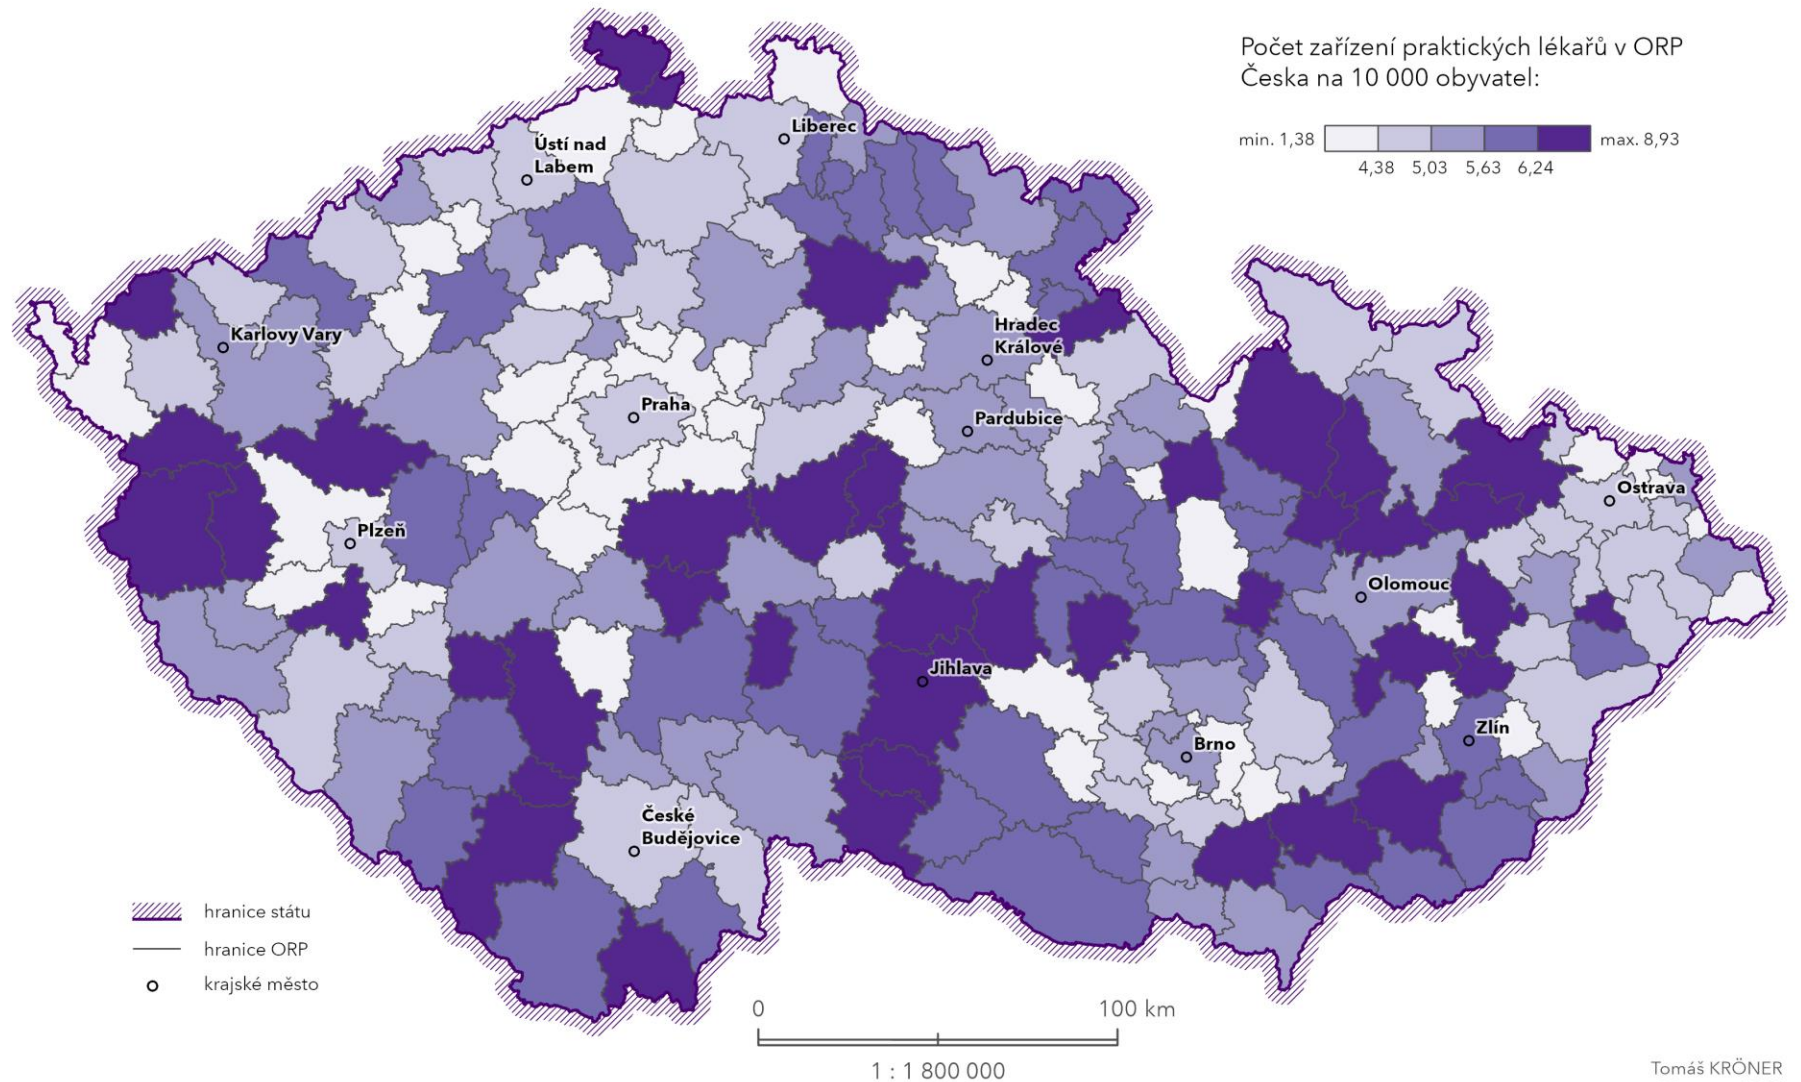 Počet zařízení praktických lékařů v ORP
Česka na 10 000 obyvatel:
min. 1,38
max. 8,93
4,38
5,03
5,63
6,24
Liberec
Ústí nad
Labem
Karlovy Vary
Hradec
Králové
Praha
Pardubice
Plzeň
Ostrava
Olomouc
Jihlava
Zlín
Brno
České
Budějovice
hranice státu
hranice ORP
krajské město
0
100 km
1 : 1 800 000
Tomáš KRÖNER